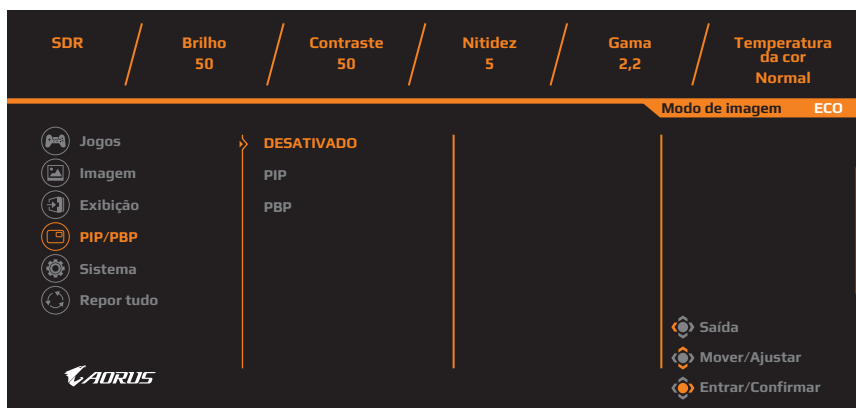 SDR
Brilho
50
Contraste
50
Nitidez
5
Gama
2,2
Temperatura
da cor
Normal
Modo de imagem ECO
Jogos
Imagem
Exibição
PIP/PBP
Sistema
Repor tudo
DESATIVADO
PIP
PBP
Saída
Mover/Ajustar
Entrar/Confirmar
AORUS